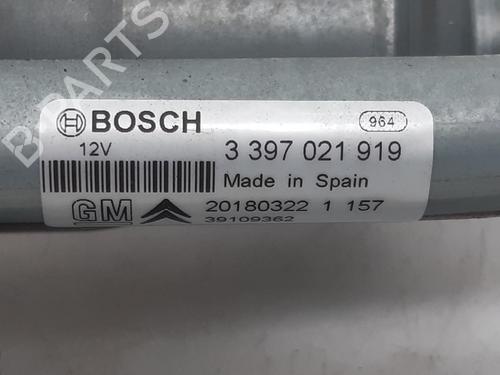 B-PARTS
BOSCH
964
12V
3 397 021 919
Made in Spain
GM
20180322 1 157
39109362